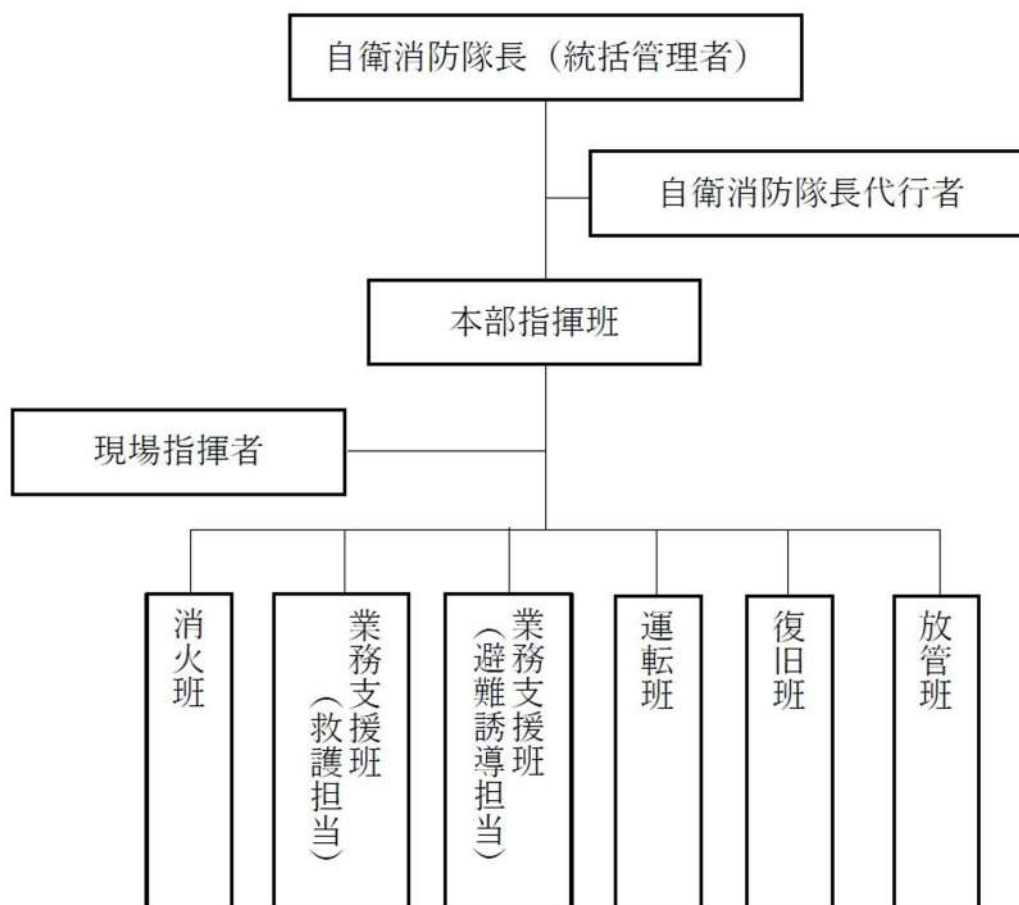 自衛消防隊長（統括管理者）
自衛消防隊長代行者
本部指揮班
現場指揮者
消火班
業務支援班
（救護担当）
業務支援班
（避難誘導担当）
運転班
復旧班
放管班